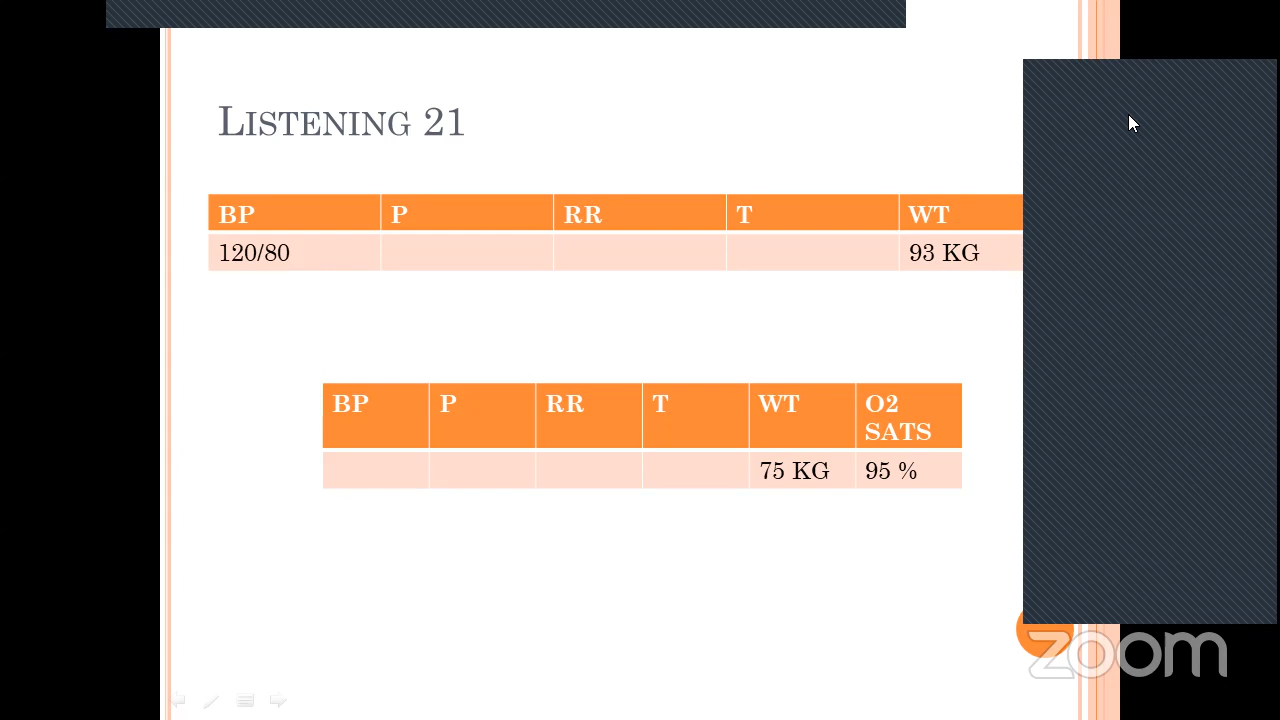 LISTENING 21
BP P RR T WT
120/80 93 KG
BP P RR T WT O2 SATS
75 KG 95 %
zoom